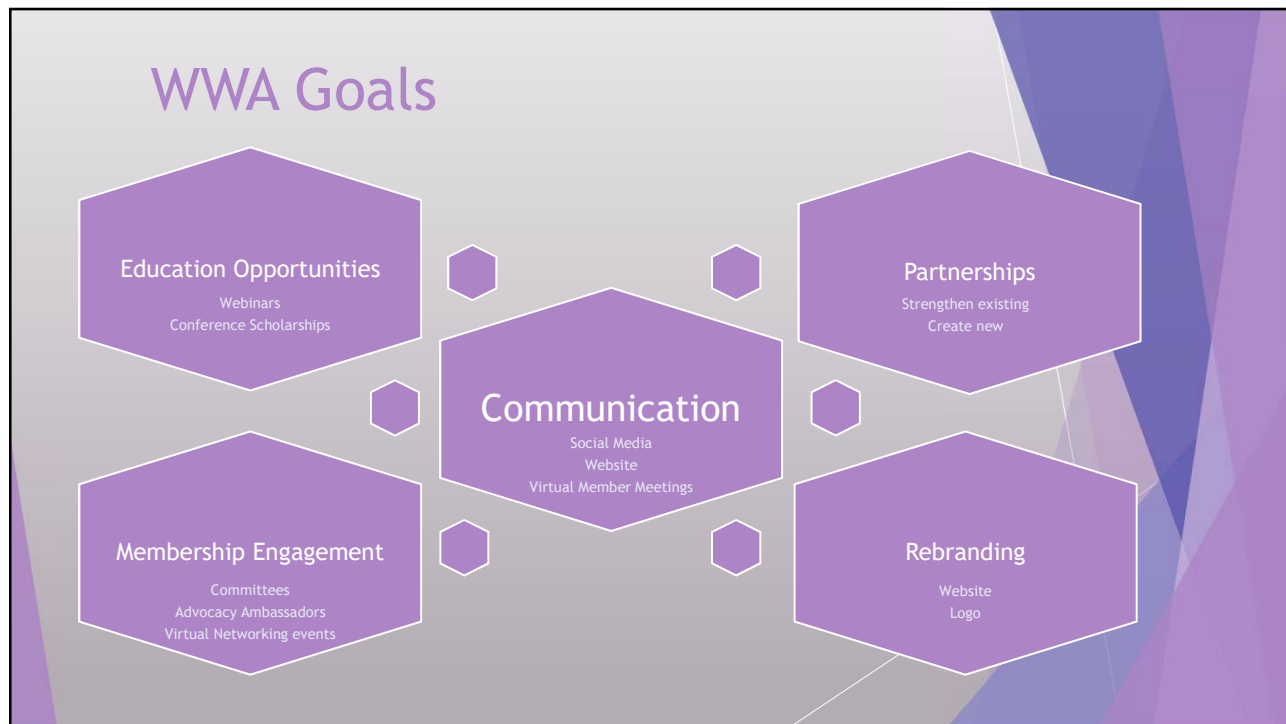 WWA Goals
Education Opportunities
Webinars
Conference Scholarships
Partnerships
Strengthen existing
Create new
Communication
Social Media
Website
Virtual Member Meetings
Membership Engagement
Committees
Advocacy Ambassadors
Virtual Networking events
Rebranding
Website
Logo